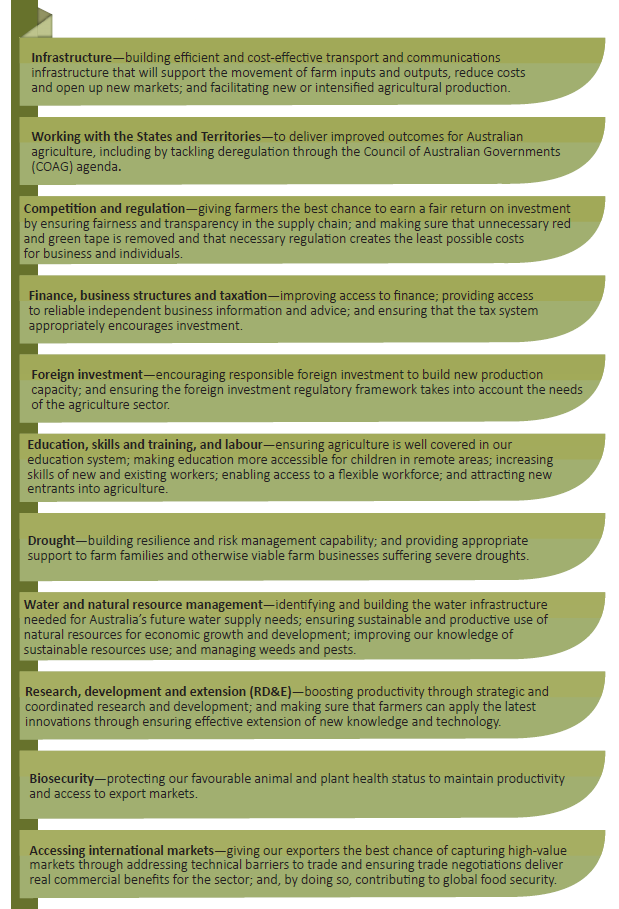 Infrastructure—building efficient and cost-effective transport and communications
infrastructure that will support the movement of farm inputs and outputs, reduce costs
and open up new markets; and facilitating new or intensified agricultural production.
Working with the States and Territories—to deliver improved outcomes for Australian
agriculture, including by tackling deregulation through the Council of Australian Governments
(COAG) agenda.
Competition and regulation—giving farmers the best chance to earn a fair return on investment
by ensuring fairness and transparency in the supply chain; and making sure that unnecessary red
and green tape is removed and that necessary regulation creates the least possible costs
for business and individuals.
Finance, business structures and taxation—improving access to finance; providing access
to reliable independent business information and advice; and ensuring that the tax system
appropriately encourages investment.
Foreign investment—encouraging responsible foreign investment to build new production
capacity; and ensuring the foreign investment regulatory framework takes into account the needs
of the agriculture sector.
Education, skills and training, and labour—ensuring agriculture is well covered in our
education system; making education more accessible for children in remote areas; increasing
skills of new and existing workers; enabling access to a flexible workforce; and attracting new
entrants into agriculture.
Drought—building resilience and risk management capability; and providing appropriate
support to farm families and otherwise viable farm businesses suffering severe droughts.
Water and natural resource management—identifying and building the water infrastructure
needed for Australia's future water supply needs; ensuring sustainable and productive use of
natural resources for economic growth and development; improving our knowledge of
sustainable resources use; and managing weeds and pests.
Research, development and extension (RD&E)—boosting productivity through strategic and
coordinated research and development; and making sure that farmers can apply the latest
innovations through ensuring effective extension of new knowledge and technology.
Biosecurity—protecting our favourable animal and plant health status to maintain productivity
and access to export markets.
Accessing international markets—giving our exporters the best chance of capturing high-value
markets through addressing technical barriers to trade and ensuring trade negotiations deliver
real commercial benefits for the sector; and, by doing so, contributing to global food security.